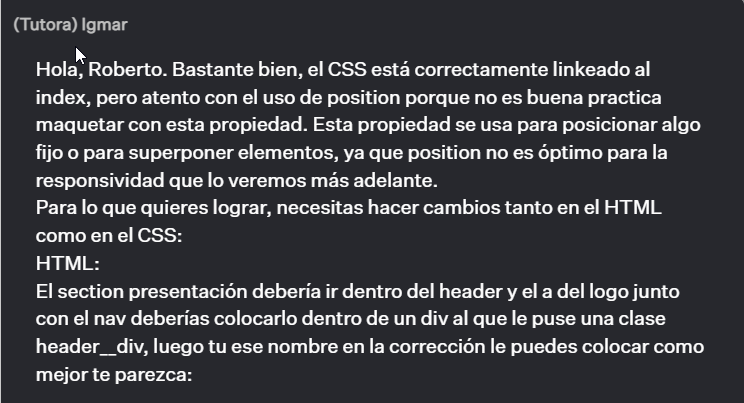 (Tutora) Igmar
Hola, Roberto. Bastante bien, el CSS está correctamente linkeado al
index, pero atento con el uso de position porque no es buena practica
maquetar con esta propiedad. Esta propiedad se usa para posicionar algo
fijo o para superponer elementos, ya que position no es óptimo para la
responsividad que lo veremos más adelante.
Para lo que quieres lograr, necesitas hacer cambios tanto en el HTML
como en el CSS:
HTML:
El section presentación debería ir dentro del header y el a del logo junto
con el nav deberías colocarlo dentro de un div al que le puse una clase
header__div, luego tu ese nombre en la corrección le puedes colocar como
mejor te parezca: